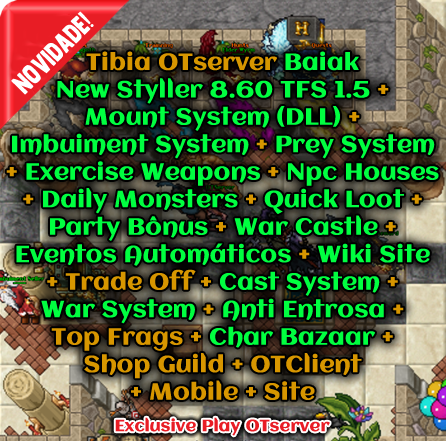 NOVIDADE!
Tibia OTserver Baiak
New Styller 8.60 TFS 1.5 +
Mount System (DLL) +
Imbuiment System + Prey System
+ Exercise Weapons + Npc Houses
+ Daily Monsters + Quick Loot +
Party Bônus + War Castle +
Eventos Automáticos + Wiki Site
+ Trade Off + Cast System +
War System + Anti Entrosa +
Top Frags + Char Bazaar +
Shop Guild + OTClient
+ Mobile + Site
Exclusive Play OTserver